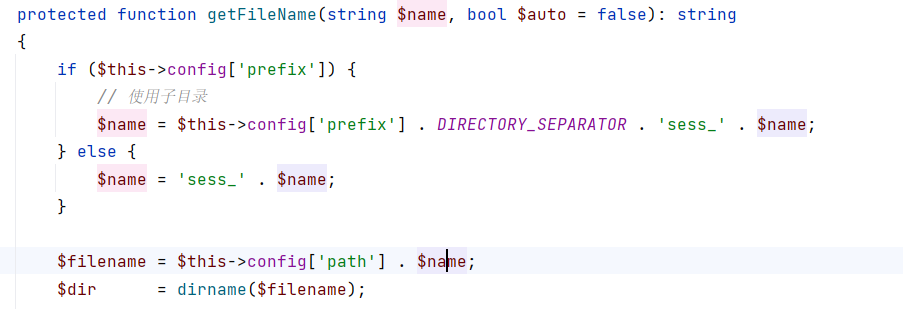 protected function getFileName(string $name, bool $auto = false): string
{
if ($this->config['prefix']) {
// 使用子目录
$name = $this->config['prefix'] . DIRECTORY_SEPARATOR . 'sess_' . $name;
} else {
$name = 'sess_' . $name;
}
$filename = $this->config['path'] . $name;
$dir      = dirname($filename);